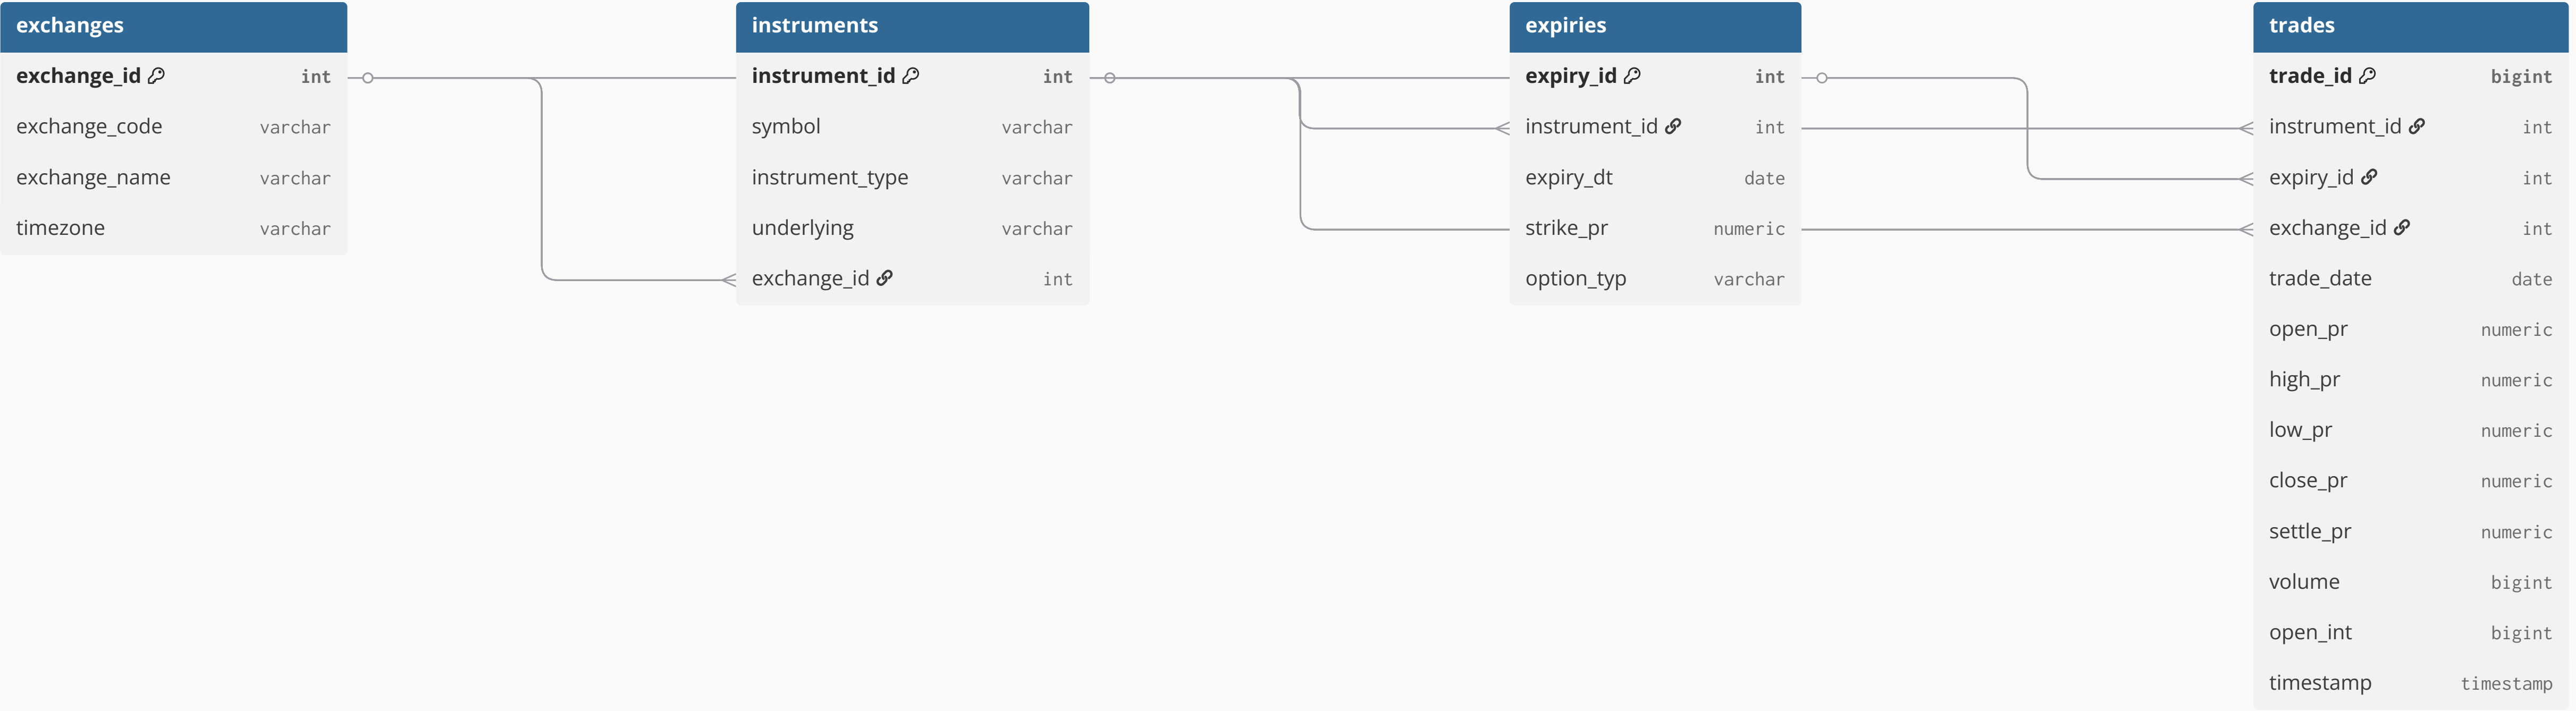 exchanges
exchange_id int
exchange_code varchar
exchange_name varchar
timezone varchar
instruments
instrument_id int
symbol varchar
instrument_type varchar
underlying varchar
exchange_id int
expiries
expiry_id int
instrument_id int
expiry_dt date
strike_pr numeric
option_typ varchar
trades
trade_id bigint
instrument_id int
expiry_id int
exchange_id int
trade_date date
open_pr numeric
high_pr numeric
low_pr numeric
close_pr numeric
settle_pr numeric
volume bigint
open_int bigint
timestamp timestamp